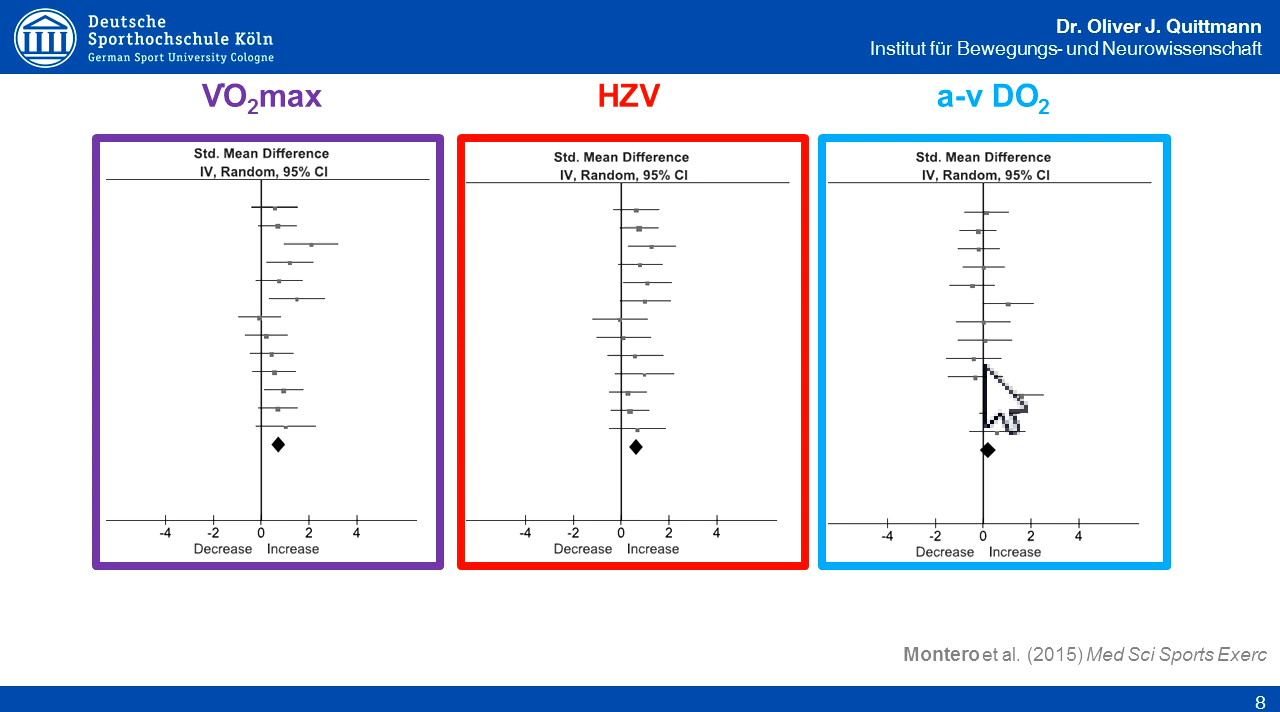 Deutsche
Sporthochschule Köln
German Sport University Cologne
Dr. Oliver J. Quittmann
Institut für Bewegungs- und Neurowissenschaft
V̇O₂max
HZV
a-v DO₂
Std. Mean Difference
IV, Random, 95% CI
-4 -2 0 2 4
Decrease Increase
Std. Mean Difference
IV, Random, 95% CI
-4 -2 0 2 4
Decrease Increase
Std. Mean Difference
IV, Random, 95% CI
-4 -2 0 2 4
Decrease Increase
Montero et al. (2015) Med Sci Sports Exerc
8